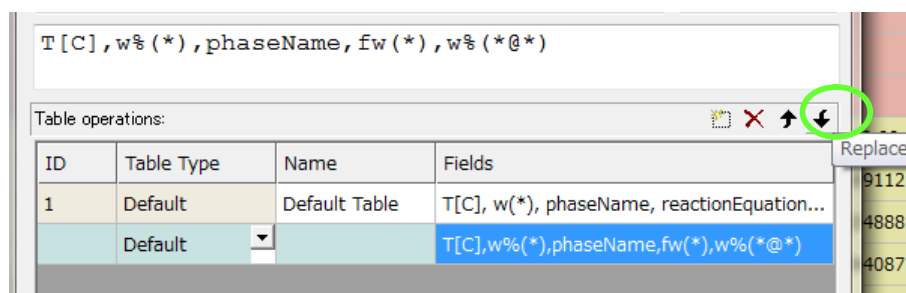 T[C],w%(*),phaseName,fw(*),w%(*@*)
Table operations:
Replace
ID Table Type Name Fields
9112
1 Default Default Table T[C], w(*), phaseName, reactionEquation...
4888
Default T[C],w%(*),phaseName,fw(*),w%(*@*)
4087